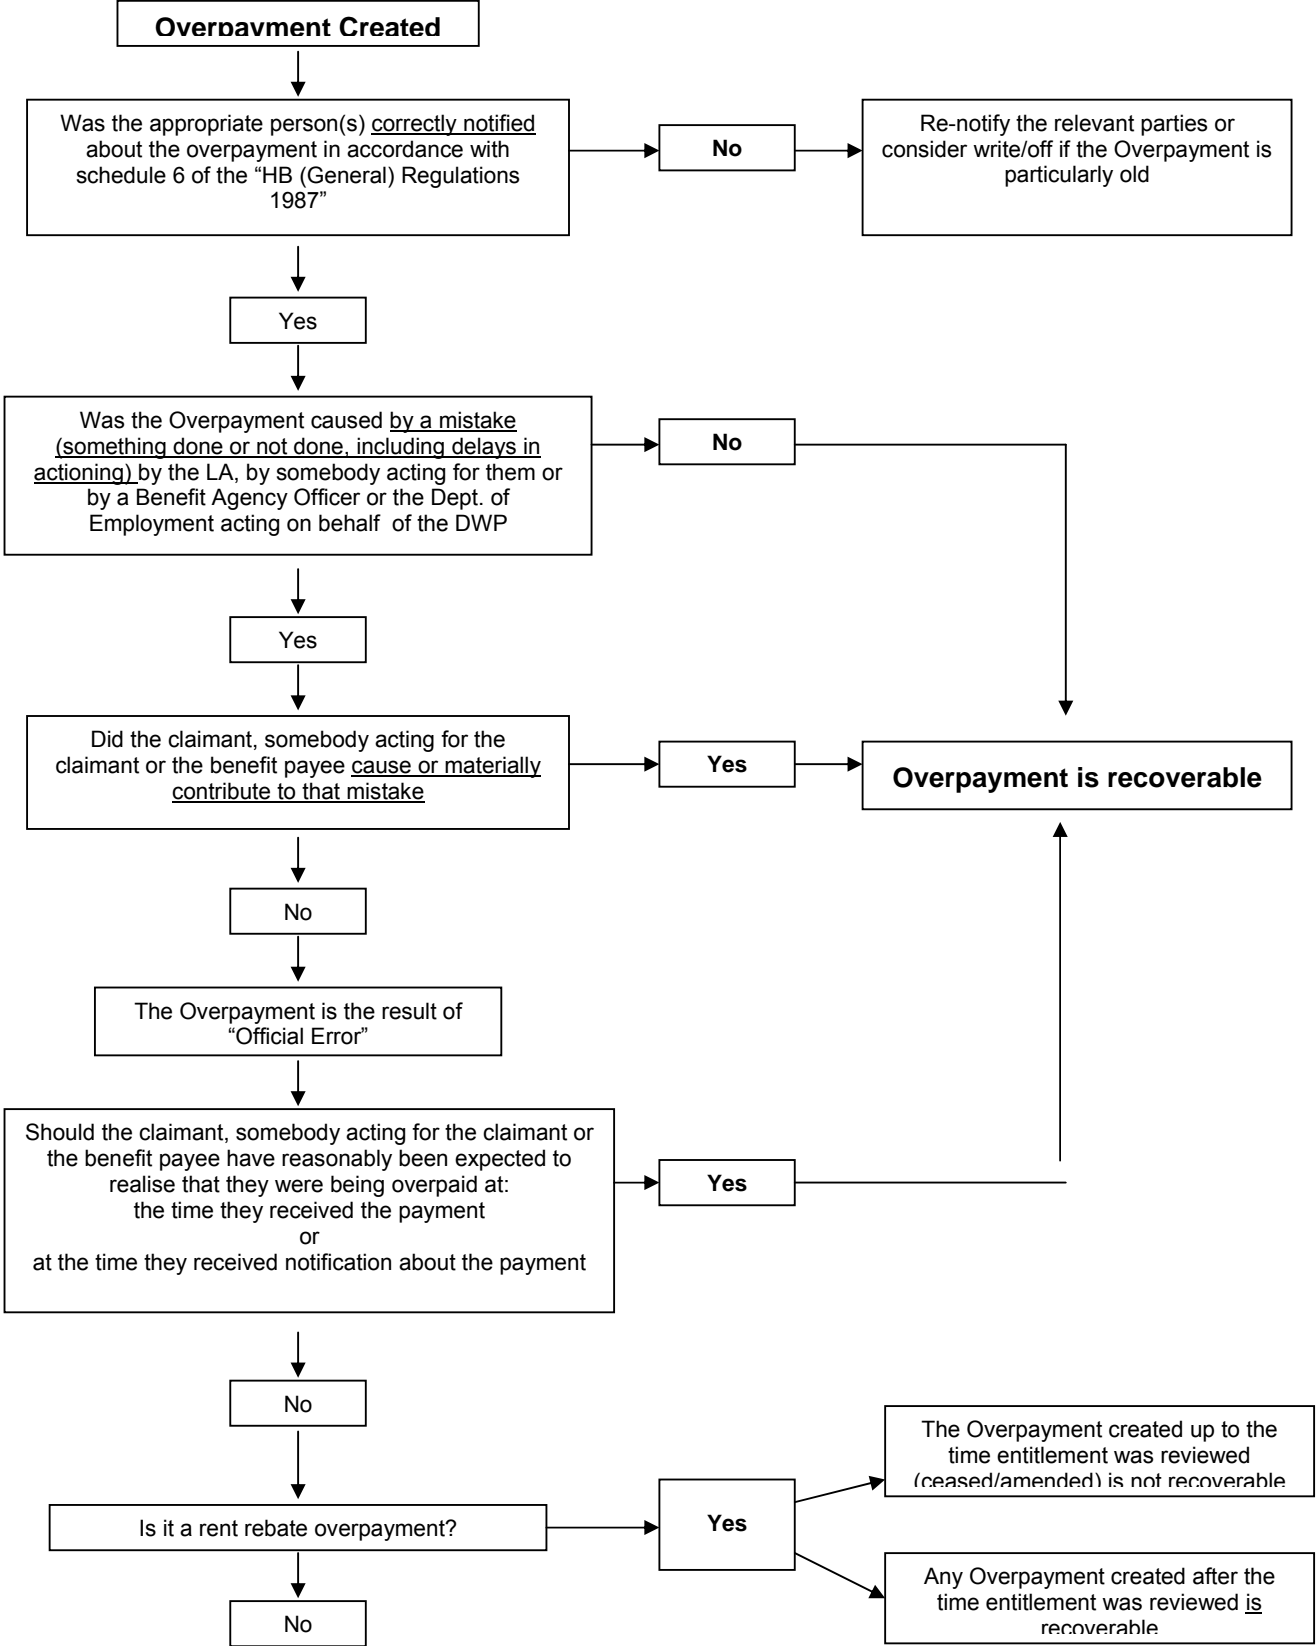 Overpayment Created
Was the appropriate person(s) correctly notified
about the overpayment in accordance with
schedule 6 of the “HB (General) Regulations
1987”
No
Re-notify the relevant parties or
consider write/off if the Overpayment is
particularly old
Yes
Was the Overpayment caused by a mistake
(something done or not done, including delays in
actioning) by the LA, by somebody acting for them or
by a Benefit Agency Officer or the Dept. of
Employment acting on behalf of the DWP
No
Yes
Did the claimant, somebody acting for the
claimant or the benefit payee cause or materially
contribute to that mistake
Yes
Overpayment is recoverable
No
The Overpayment is the result of
“Official Error”
Should the claimant, somebody acting for the claimant or
the benefit payee have reasonably been expected to
realise that they were being overpaid at:
the time they received the payment
or
at the time they received notification about the payment
Yes
No
Is it a rent rebate overpayment?
Yes
The Overpayment created up to the
time entitlement was reviewed
(ceased/amended) is not recoverable
Any Overpayment created after the
time entitlement was reviewed is
recoverable
No